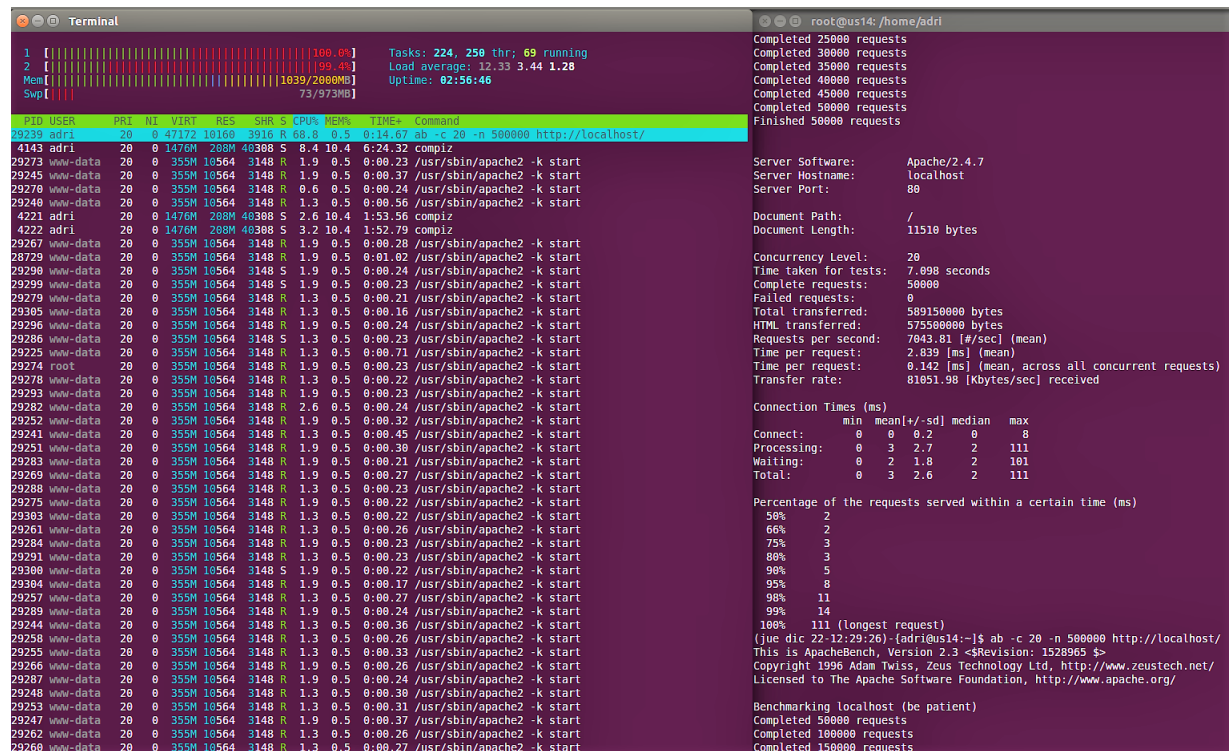 Terminal
1 [||||||||||||||||||||||||||||||||||||||||100.0%]
2 [|||||||||||||||||||||||||||||||||||||||||99.4%]
Mem[|||||||||||||||||||||||||||||||||||1039/2000MB]
Swp[|||| 73/973MB]
Tasks: 224, 250 thr; 69 running
Load average: 12.33 3.44 1.28
Uptime: 02:56:46
PID USER PRI NI VIRT RES SHR S CPU% MEM% TIME+ Command
29239 adri 20 0 47172 10160 3916 R 68.8 0.5 0:14.67 ab -c 20 -n 500000 http://localhost/
4143 adri 20 0 1476M 208M 40308 S 8.4 10.4 6:24.32 compiz
29273 www-data 20 0 355M 10564 3148 R 1.9 0.5 0:00.23 /usr/sbin/apache2 -k start
29245 www-data 20 0 355M 10564 3148 R 1.9 0.5 0:00.37 /usr/sbin/apache2 -k start
29270 www-data 20 0 355M 10564 3148 R 0.6 0.5 0:00.24 /usr/sbin/apache2 -k start
29240 www-data 20 0 355M 10564 3148 R 1.3 0.5 0:00.56 /usr/sbin/apache2 -k start
4221 adri 20 0 1476M 208M 40308 S 2.6 10.4 1:53.56 compiz
4222 adri 20 0 1476M 208M 40308 S 3.2 10.4 1:52.79 compiz
29267 www-data 20 0 355M 10564 3148 R 1.9 0.5 0:00.28 /usr/sbin/apache2 -k start
28729 www-data 20 0 355M 10564 3148 R 1.9 0.5 0:01.02 /usr/sbin/apache2 -k start
29290 www-data 20 0 355M 10564 3148 S 1.9 0.5 0:00.24 /usr/sbin/apache2 -k start
29299 www-data 20 0 355M 10564 3148 S 1.9 0.5 0:00.23 /usr/sbin/apache2 -k start
29279 www-data 20 0 355M 10564 3148 R 1.3 0.5 0:00.21 /usr/sbin/apache2 -k start
29305 www-data 20 0 355M 10564 3148 R 1.3 0.5 0:00.16 /usr/sbin/apache2 -k start
29296 www-data 20 0 355M 10564 3148 R 1.9 0.5 0:00.24 /usr/sbin/apache2 -k start
29286 www-data 20 0 355M 10564 3148 S 1.3 0.5 0:00.23 /usr/sbin/apache2 -k start
29225 www-data 20 0 355M 10564 3148 R 1.3 0.5 0:00.71 /usr/sbin/apache2 -k start
29274 root 20 0 355M 10564 3148 R 1.9 0.5 0:00.23 /usr/sbin/apache2 -k start
29278 www-data 20 0 355M 10564 3148 R 1.3 0.5 0:00.22 /usr/sbin/apache2 -k start
29293 www-data 20 0 355M 10564 3148 R 1.9 0.5 0:00.23 /usr/sbin/apache2 -k start
29282 www-data 20 0 355M 10564 3148 R 2.6 0.5 0:00.24 /usr/sbin/apache2 -k start
29252 www-data 20 0 355M 10564 3148 R 1.9 0.5 0:00.32 /usr/sbin/apache2 -k start
29241 www-data 20 0 355M 10564 3148 R 1.3 0.5 0:00.45 /usr/sbin/apache2 -k start
29251 www-data 20 0 355M 10564 3148 R 1.9 0.5 0:00.30 /usr/sbin/apache2 -k start
29283 www-data 20 0 355M 10564 3148 R 1.9 0.5 0:00.21 /usr/sbin/apache2 -k start
29269 www-data 20 0 355M 10564 3148 R 1.9 0.5 0:00.27 /usr/sbin/apache2 -k start
29288 www-data 20 0 355M 10564 3148 R 1.3 0.5 0:00.23 /usr/sbin/apache2 -k start
29275 www-data 20 0 355M 10564 3148 R 1.9 0.5 0:00.22 /usr/sbin/apache2 -k start
29303 www-data 20 0 355M 10564 3148 R 1.3 0.5 0:00.22 /usr/sbin/apache2 -k start
29261 www-data 20 0 355M 10564 3148 R 1.3 0.5 0:00.26 /usr/sbin/apache2 -k start
29284 www-data 20 0 355M 10564 3148 R 1.9 0.5 0:00.23 /usr/sbin/apache2 -k start
29291 www-data 20 0 355M 10564 3148 R 1.3 0.5 0:00.23 /usr/sbin/apache2 -k start
29300 www-data 20 0 355M 10564 3148 S 1.9 0.5 0:00.22 /usr/sbin/apache2 -k start
29304 www-data 20 0 355M 10564 3148 R 1.9 0.5 0:00.17 /usr/sbin/apache2 -k start
29257 www-data 20 0 355M 10564 3148 R 1.3 0.5 0:00.27 /usr/sbin/apache2 -k start
29289 www-data 20 0 355M 10564 3148 R 1.9 0.5 0:00.24 /usr/sbin/apache2 -k start
29244 www-data 20 0 355M 10564 3148 R 1.3 0.5 0:00.36 /usr/sbin/apache2 -k start
29258 www-data 20 0 355M 10564 3148 R 1.3 0.5 0:00.26 /usr/sbin/apache2 -k start
29255 www-data 20 0 355M 10564 3148 R 1.3 0.5 0:00.33 /usr/sbin/apache2 -k start
29266 www-data 20 0 355M 10564 3148 R 1.9 0.5 0:00.26 /usr/sbin/apache2 -k start
29287 www-data 20 0 355M 10564 3148 R 1.9 0.5 0:00.24 /usr/sbin/apache2 -k start
29248 www-data 20 0 355M 10564 3148 R 1.3 0.5 0:00.30 /usr/sbin/apache2 -k start
29253 www-data 20 0 355M 10564 3148 R 1.3 0.5 0:00.31 /usr/sbin/apache2 -k start
29247 www-data 20 0 355M 10564 3148 R 1.9 0.5 0:00.37 /usr/sbin/apache2 -k start
29262 www-data 20 0 355M 10564 3148 R 1.3 0.5 0:00.26 /usr/sbin/apache2 -k start
29260 www-data 20 0 355M 10564 3148 R 1.3 0.5 0:00.27 /usr/sbin/apache2 -k start
root@us14: /home/adri
Completed 25000 requests
Completed 30000 requests
Completed 35000 requests
Completed 40000 requests
Completed 45000 requests
Completed 50000 requests
Finished 50000 requests
Server Software: Apache/2.4.7
Server Hostname: localhost
Server Port: 80
Document Path: /
Document Length: 11510 bytes
Concurrency Level: 20
Time taken for tests: 7.098 seconds
Complete requests: 50000
Failed requests: 0
Total transferred: 589150000 bytes
HTML transferred: 575500000 bytes
Requests per second: 7043.81 [#/sec] (mean)
Time per request: 2.839 [ms] (mean)
Time per request: 0.142 [ms] (mean, across all concurrent requests)
Transfer rate: 81051.98 [Kbytes/sec] received
Connection Times (ms)
min mean[+/-sd] median max
Connect: 0 0 0.2 0 8
Processing: 0 3 2.7 2 111
Waiting: 0 2 1.8 2 101
Total: 0 3 2.6 2 111
Percentage of the requests served within a certain time (ms)
50% 2
66% 2
75% 3
80% 3
90% 5
95% 8
98% 11
99% 14
100% 111 (longest request)
(jue dic 22-12:29:26)-{adri@us14:~]$ ab -c 20 -n 500000 http://localhost/
This is ApacheBench, Version 2.3 <$Revision: 1528965 $>
Copyright 1996 Adam Twiss, Zeus Technology Ltd, http://www.zeustech.net/
Licensed to The Apache Software Foundation, http://www.apache.org/
Benchmarking localhost (be patient)
Completed 50000 requests
Completed 100000 requests
Completed 150000 requests